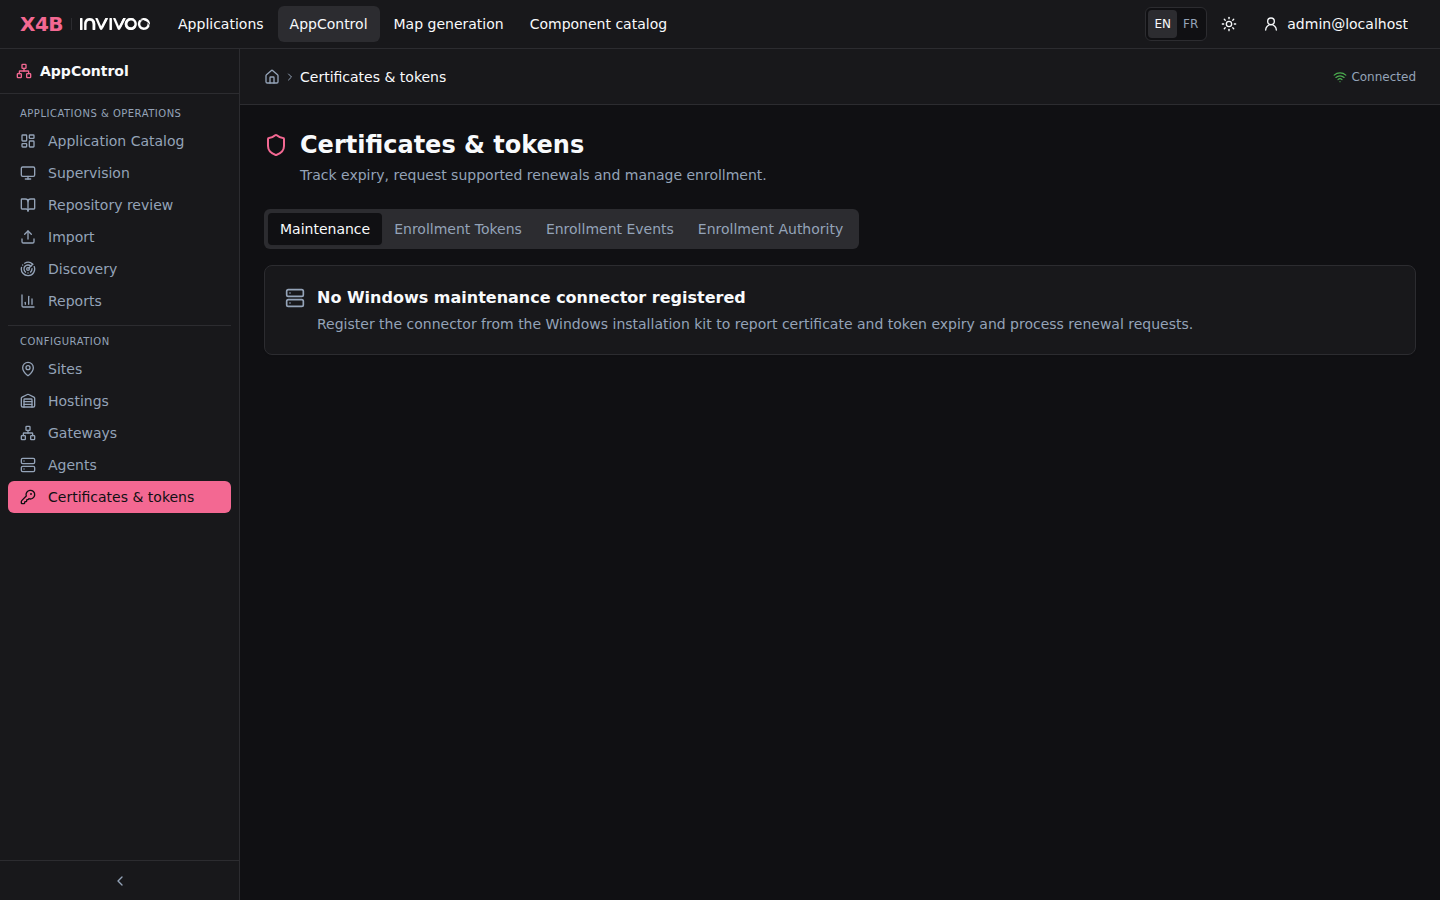 X4B INVIVOO Applications AppControl Map generation Component catalog EN FR admin@localhost
AppControl
Certificates & tokens
Connected
APPLICATIONS & OPERATIONS
Application Catalog
Supervision
Repository review
Import
Discovery
Reports
CONFIGURATION
Sites
Hostings
Gateways
Agents
Certificates & tokens
Certificates & tokens
Track expiry, request supported renewals and manage enrollment.
Maintenance Enrollment Tokens Enrollment Events Enrollment Authority
No Windows maintenance connector registered
Register the connector from the Windows installation kit to report certificate and token expiry and process renewal requests.